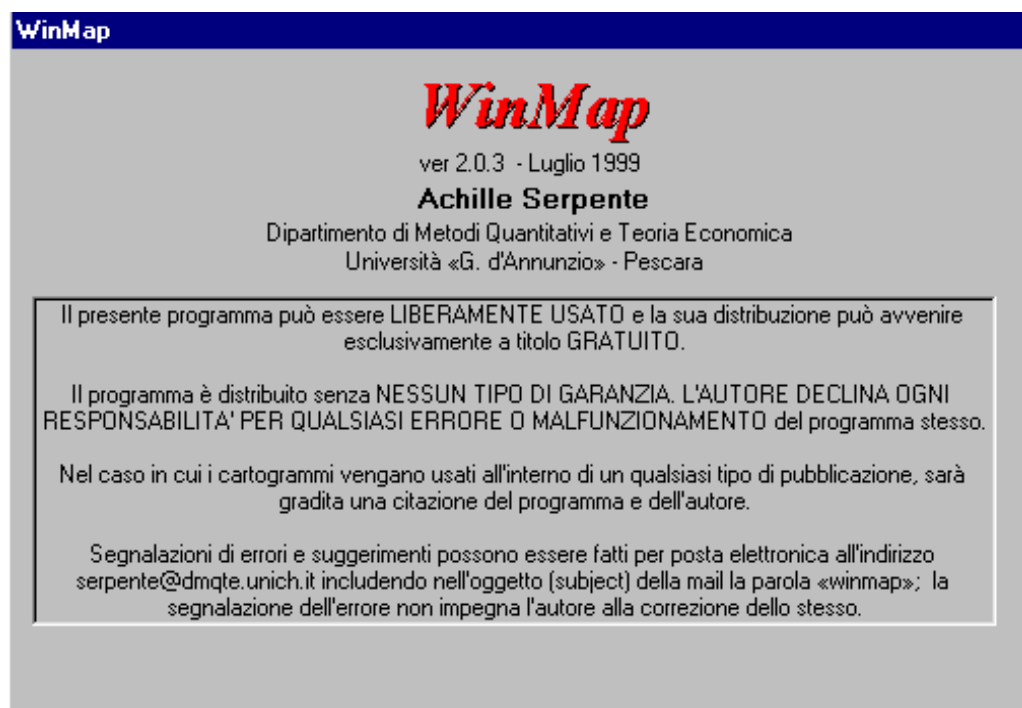 WinMap
WinMap
ver 2.0.3 - Luglio 1999
Achille Serpente
Dipartimento di Metodi Quantitativi e Teoria Economica
Università «G. d'Annunzio» - Pescara
Il presente programma può essere LIBERAMENTE USATO e la sua distribuzione può avvenire
esclusivamente a titolo GRATUITO.
Il programma è distribuito senza NESSUN TIPO DI GARANZIA. L'AUTORE DECLINA OGNI
RESPONSABILITA' PER QUALSIASI ERRORE O MALFUNZIONAMENTO del programma stesso.
Nel caso in cui i cartogrammi vengano usati all'interno di un qualsiasi tipo di pubblicazione, sarà
gradita una citazione del programma e dell'autore.
Segnalazioni di errori e suggerimenti possono essere fatti per posta elettronica all'indirizzo
serpente@dmqte.unich.it includendo nell'oggetto (subject) della mail la parola «winmap»; la
segnalazione dell'errore non impegna l'autore alla correzione dello stesso.